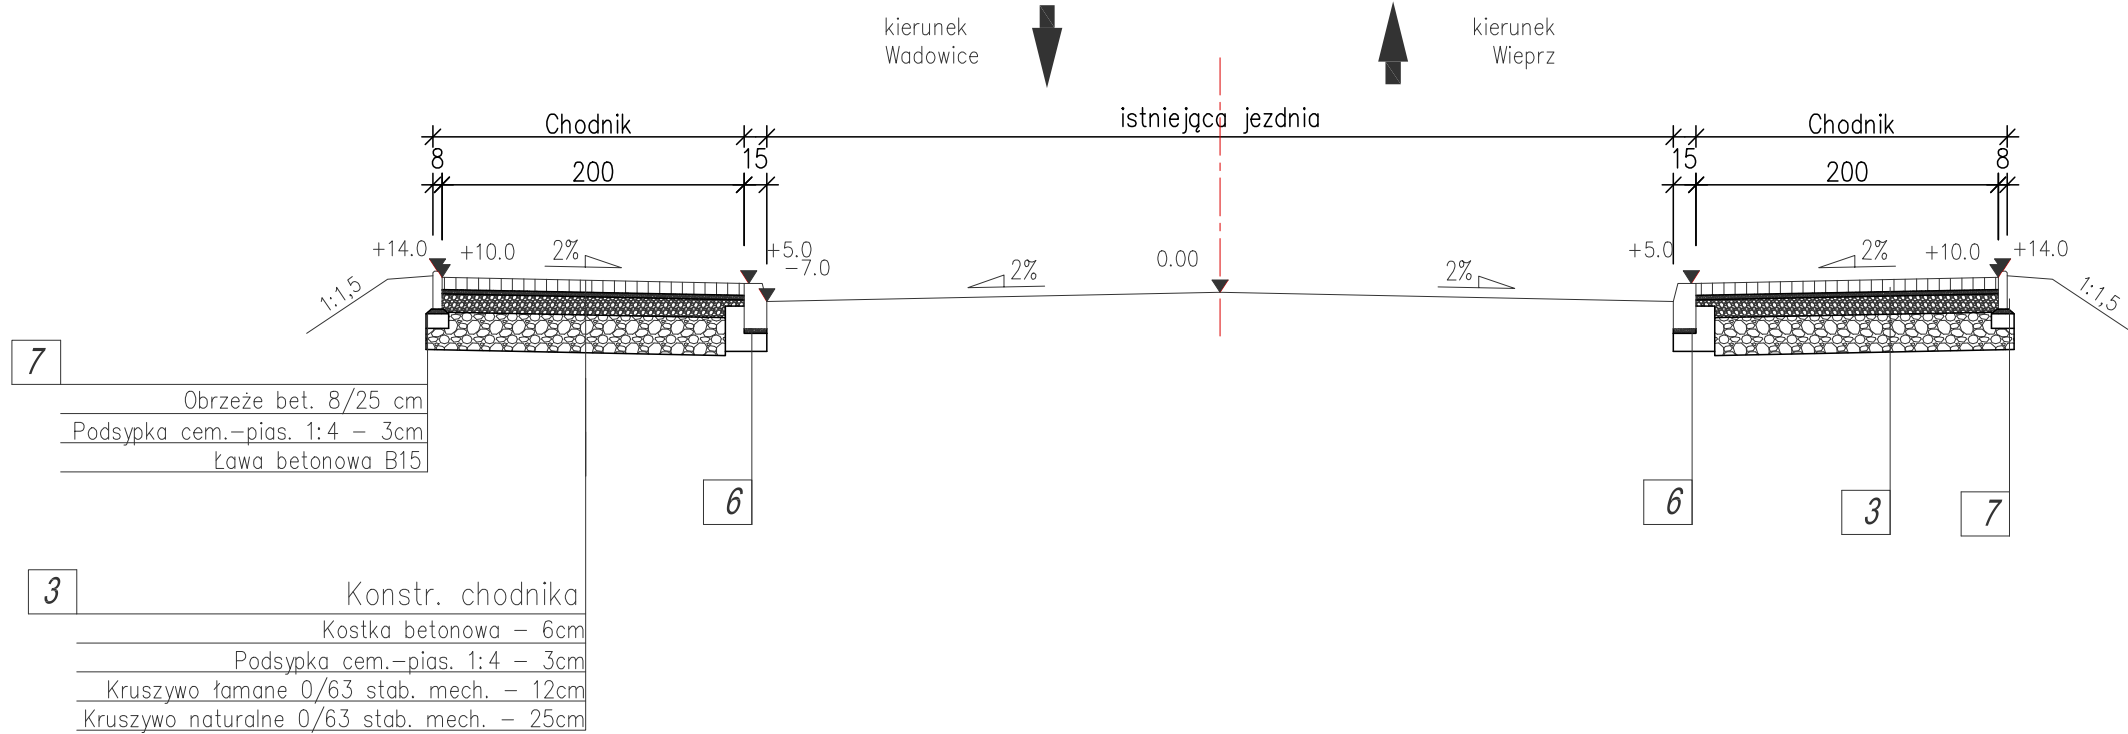 kierunek
Wadowice
kierunek
Wieprz
Chodnik
istniejąca jezdnia
Chodnik
8
15
15
8
200
200
+14.0
+10.0
2%
+5.0
-7.0
2%
0.00
2%
+5.0
2%
+10.0
+14.0
1:1,5
1:1,5
7
Obrzeże bet. 8/25 cm
Podsypka cem.-pias. 1:4 - 3cm
Ława betonowa B15
6
6
3
7
3
Konstr. chodnika
Kostka betonowa - 6cm
Podsypka cem.-pias. 1:4 - 3cm
Kruszywo łamane 0/63 stab. mech. - 12cm
Kruszywo naturalne 0/63 stab. mech. - 25cm